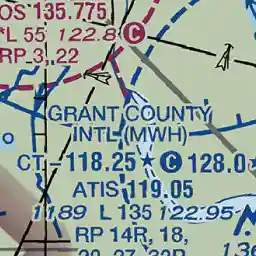 OS 135.775
*L 55 122.8 C
RP 3, 22
GRANT COUNTY
INTL (MWH)
CT - 118.25 * C 128.0
ATIS 119.05
1189 L 135 122.95
RP 14R, 18,